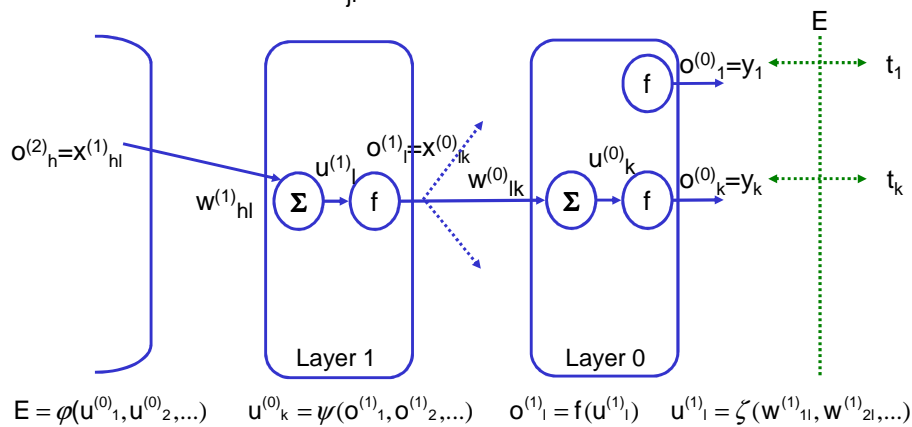 ji
E
o⁽⁰⁾₁=y₁ t₁
f
o⁽²⁾ₕ=x⁽¹⁾ₕₗ o⁽¹⁾ₗ=x⁽⁰⁾ₗₖ
u⁽¹⁾ₗ w⁽⁰⁾ₗₖ u⁽⁰⁾ₖ o⁽⁰⁾ₖ=yₖ tₖ
w⁽¹⁾ₕₗ Σ f Σ f
Layer 1 Layer 0
E = φ(u⁽⁰⁾₁,u⁽⁰⁾₂,...) u⁽⁰⁾ₖ = ψ(o⁽¹⁾₁,o⁽¹⁾₂,...) o⁽¹⁾ₗ = f(u⁽¹⁾ₗ) u⁽¹⁾ₗ = ζ(w⁽¹⁾₁ₗ,w⁽¹⁾₂ₗ,...)